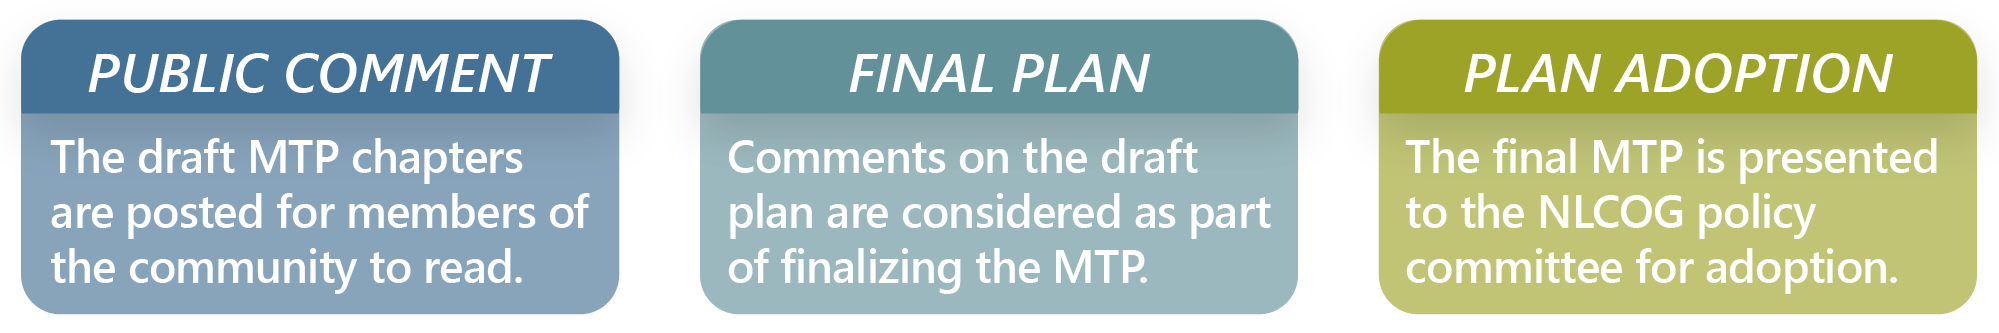 PUBLIC COMMENT
The draft MTP chapters
are posted for members of
the community to read.
FINAL PLAN
Comments on the draft
plan are considered as part
of finalizing the MTP.
PLAN ADOPTION
The final MTP is presented
to the NLCOG policy
committee for adoption.